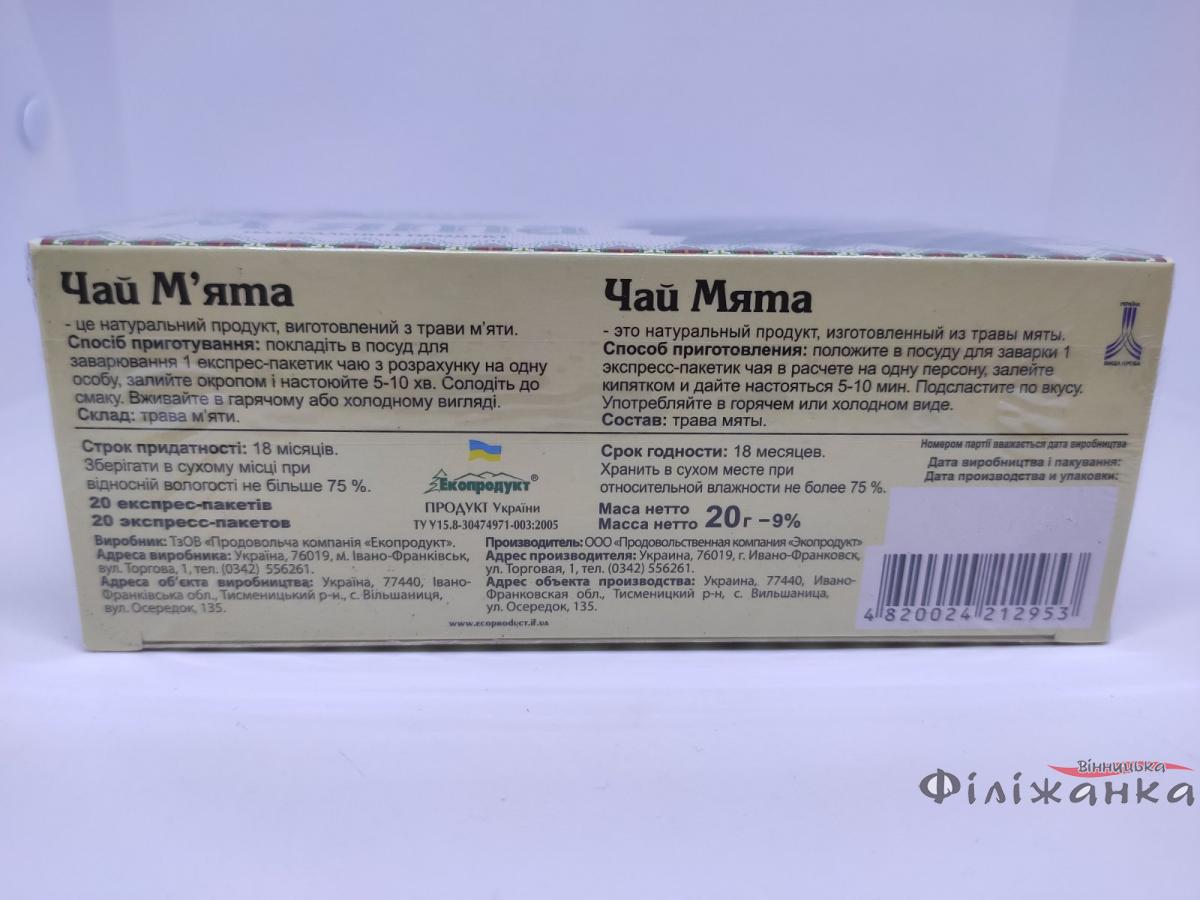 Чай М'ята
- це натуральний продукт, виготовлений з трави м'яти.
Спосіб приготування: покладіть в посуд для
заварювання 1 експрес-пакетик чаю з розрахунку на одну
особу, залийте окропом і настоюйте 5-10 хв. Солодіть до
смаку. Вживайте в гарячому або холодному вигляді.
Склад: трава м'яти.
Чай Мята
- это натуральный продукт, изготовленный из травы мяты.
Способ приготовления: положите в посуду для заварки 1
экспресс-пакетик чая в расчете на одну персону, залейте
кипятком и дайте настояться 5-10 мин. Подсластите по вкусу.
Употребляйте в горячем или холодном виде.
Состав: трава мяты.
УКРАЇНА
ВИЩА ПРОБА
Строк придатності: 18 місяців.
Зберігати в сухому місці при
відносній вологості не більше 75 %.
20 експрес-пакетів
20 экспресс-пакетов
Екопродукт®
ПРОДУКТ України
ТУ У15.8-30474971-003:2005
Срок годности: 18 месяцев.
Хранить в сухом месте при
относительной влажности не более 75 %.
Маса нетто
Масса нетто 20г –9%
Номером партії вважається дата виробництва
Дата виробництва і пакування:
Дата производства и упаковки:
Виробник: ТзОВ «Продовольча компанія «Екопродукт».
Адреса виробника: Україна, 76019, м. Івано-Франківськ,
вул. Торгова, 1, тел. (0342) 556261.
Адреса об'єкта виробництва: Україна, 77440, Івано-
Франківська обл., Тисменицький р-н., с. Вільшаниця,
вул. Осередок, 135.
Производитель: ООО «Продовольственная компания «Экопродукт»
Адрес производителя: Украина, 76019, г. Ивано-Франковск,
ул. Торговая, 1, тел. (0342) 556261.
Адрес объекта производства: Украина, 77440, Ивано-
Франковская обл., Тисменицкий р-н, с. Вильшаница,
ул. Осередок, 135.
www.ecoproduct.if.ua
4 820024 212953
Вінницька
Філіжанка